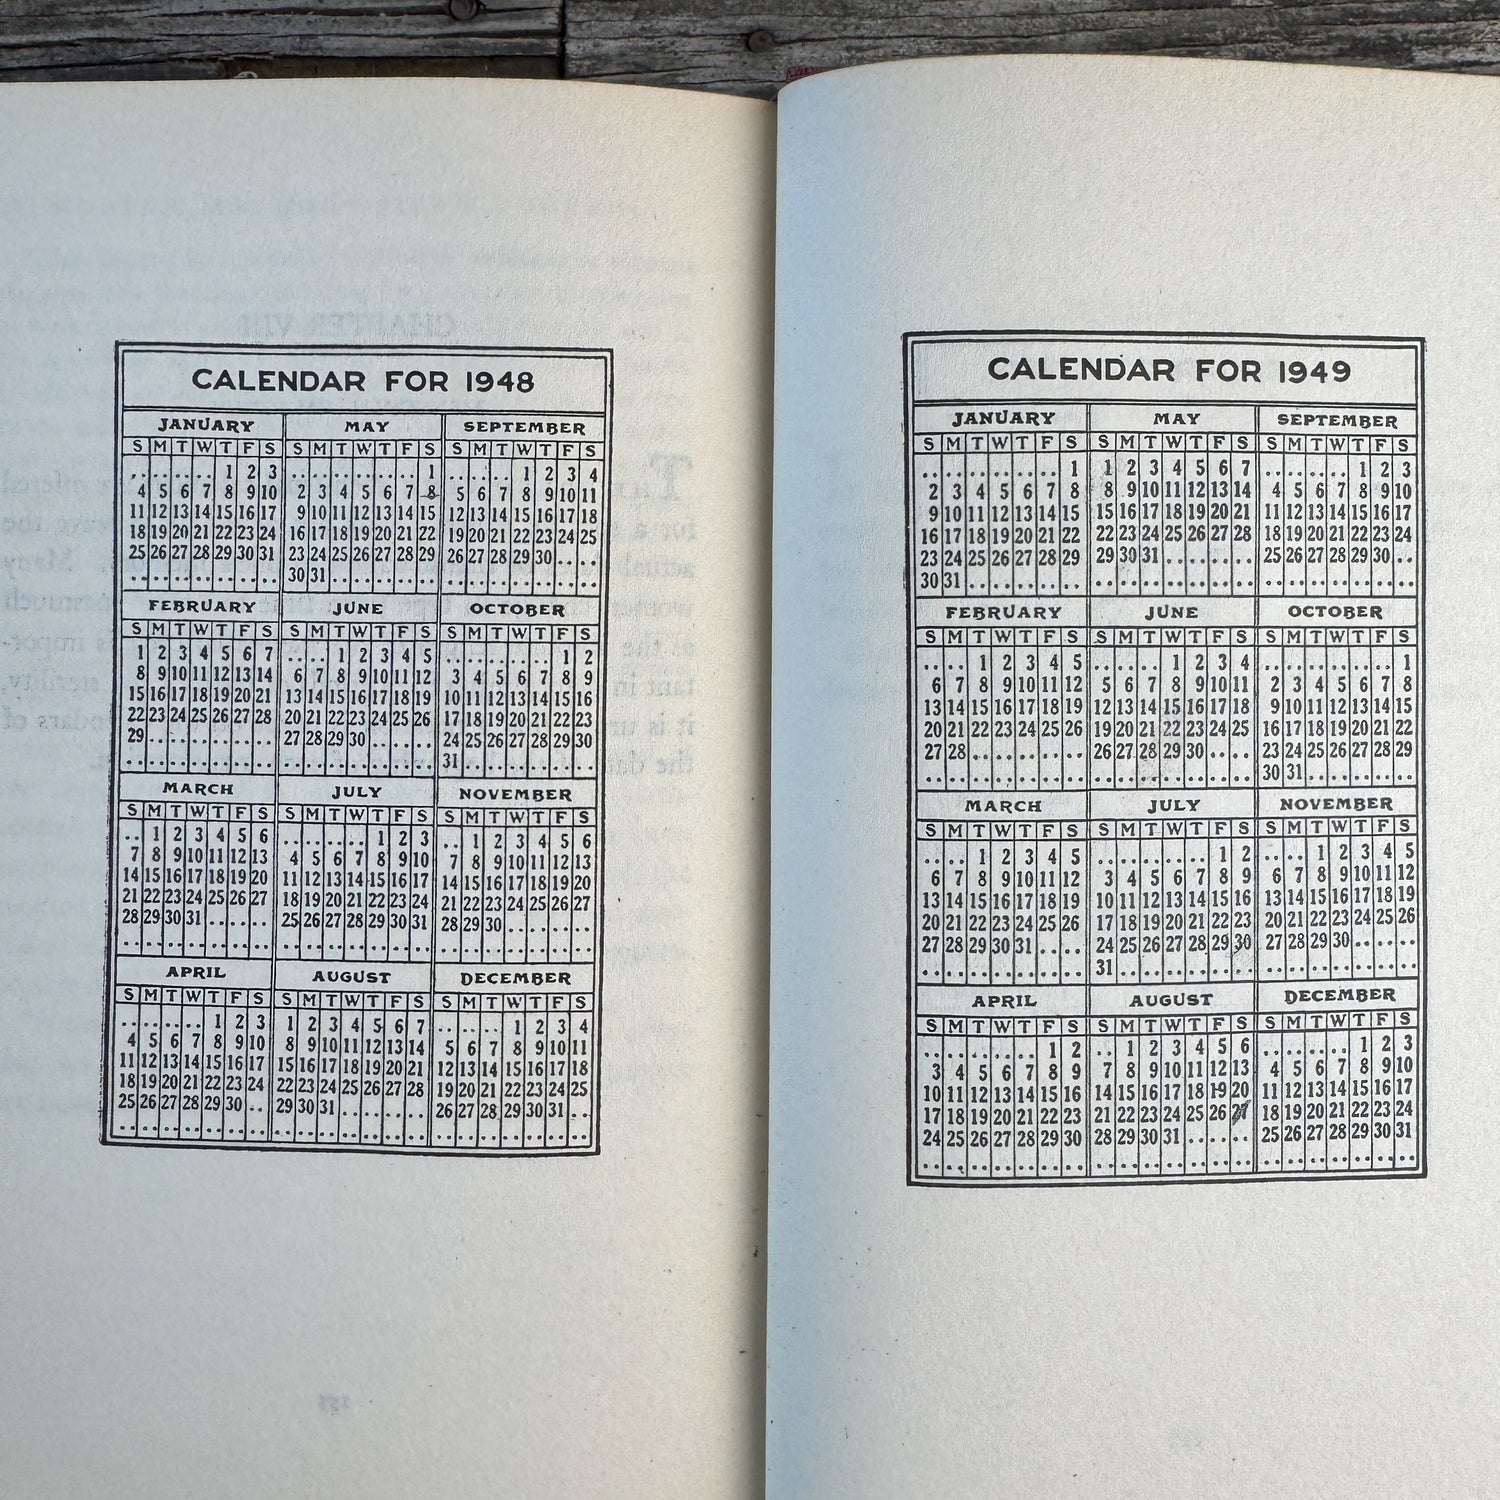 CALENDAR FOR 1948
JANUARY MAY SEPTEMBER
S M T W T F S S M T W T F S S M T W T F S
1 2 3 1 1 2 3 4
4 5 6 7 8 9 10 2 3 4 5 6 7 8 5 6 7 8 9 10 11
11 12 13 14 15 16 17 9 10 11 12 13 14 15 12 13 14 15 16 17 18
18 19 20 21 22 23 24 16 17 18 19 20 21 22 19 20 21 22 23 24 25
25 26 27 28 29 30 31 23 24 25 26 27 28 29 26 27 28 29 30
30 31
FEBRUARY JUNE OCTOBER
S M T W T F S S M T W T F S S M T W T F S
1 2 3 4 5 6 7 1 2 3 4 5 1 2
8 9 10 11 12 13 14 6 7 8 9 10 11 12 3 4 5 6 7 8 9
15 16 17 18 19 20 21 13 14 15 16 17 18 19 10 11 12 13 14 15 16
22 23 24 25 26 27 28 20 21 22 23 24 25 26 17 18 19 20 21 22 23
29 27 28 29 30 24 25 26 27 28 29 30
31
MARCH JULY NOVEMBER
S M T W T F S S M T W T F S S M T W T F S
1 2 3 4 5 6 1 2 3 1 2 3 4 5 6
7 8 9 10 11 12 13 4 5 6 7 8 9 10 7 8 9 10 11 12 13
14 15 16 17 18 19 20 11 12 13 14 15 16 17 14 15 16 17 18 19 20
21 22 23 24 25 26 27 18 19 20 21 22 23 24 21 22 23 24 25 26 27
28 29 30 31 25 26 27 28 29 30 31 28 29 30
APRIL AUGUST DECEMBER
S M T W T F S S M T W T F S S M T W T F S
1 2 3 1 2 3 4 5 6 7 1 2 3 4
4 5 6 7 8 9 10 8 9 10 11 12 13 14 5 6 7 8 9 10 11
11 12 13 14 15 16 17 15 16 17 18 19 20 21 12 13 14 15 16 17 18
18 19 20 21 22 23 24 22 23 24 25 26 27 28 19 20 21 22 23 24 25
25 26 27 28 29 30 29 30 31 26 27 28 29 30 31
CALENDAR FOR 1949
JANUARY MAY SEPTEMBER
S M T W T F S S M T W T F S S M T W T F S
1 1 2 3 4 5 6 7 1 2 3
2 3 4 5 6 7 8 8 9 10 11 12 13 14 4 5 6 7 8 9 10
9 10 11 12 13 14 15 15 16 17 18 19 20 21 11 12 13 14 15 16 17
16 17 18 19 20 21 22 22 23 24 25 26 27 28 18 19 20 21 22 23 24
23 24 25 26 27 28 29 29 30 31 25 26 27 28 29 30
30 31
FEBRUARY JUNE OCTOBER
S M T W T F S S M T W T F S S M T W T F S
1 2 3 4 5 1 2 3 4 1
6 7 8 9 10 11 12 5 6 7 8 9 10 11 2 3 4 5 6 7 8
13 14 15 16 17 18 19 12 13 14 15 16 17 18 9 10 11 12 13 14 15
20 21 22 23 24 25 26 19 20 21 22 23 24 25 16 17 18 19 20 21 22
27 28 26 27 28 29 30 23 24 25 26 27 28 29
30 31
MARCH JULY NOVEMBER
S M T W T F S S M T W T F S S M T W T F S
1 2 3 4 5 1 2 1 2 3 4 5
6 7 8 9 10 11 12 3 4 5 6 7 8 9 6 7 8 9 10 11 12
13 14 15 16 17 18 19 10 11 12 13 14 15 16 13 14 15 16 17 18 19
20 21 22 23 24 25 26 17 18 19 20 21 22 23 20 21 22 23 24 25 26
27 28 29 30 31 24 25 26 27 28 29 30 27 28 29 30
31
APRIL AUGUST DECEMBER
S M T W T F S S M T W T F S S M T W T F S
1 2 1 2 3 4 5 6 1 2 3
3 4 5 6 7 8 9 7 8 9 10 11 12 13 4 5 6 7 8 9 10
10 11 12 13 14 15 16 14 15 16 17 18 19 20 11 12 13 14 15 16 17
17 18 19 20 21 22 23 21 22 23 24 25 26 27 18 19 20 21 22 23 24
24 25 26 27 28 29 30 28 29 30 31 25 26 27 28 29 30 31